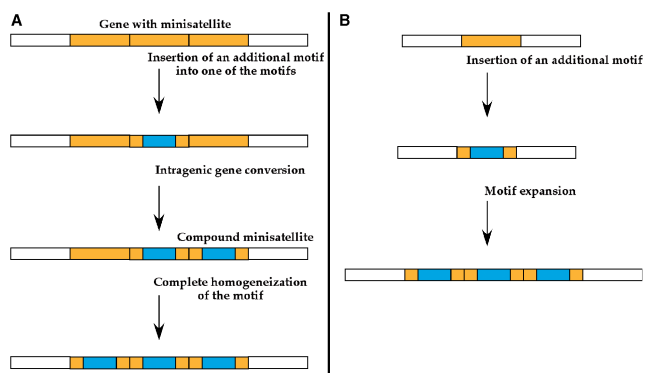 A
Gene with minisatellite
Insertion of an additional motif
into one of the motifs
Intragenic gene conversion
Compound minisatellite
Complete homogeneization
of the motif
B
Insertion of an additional motif
Motif expansion